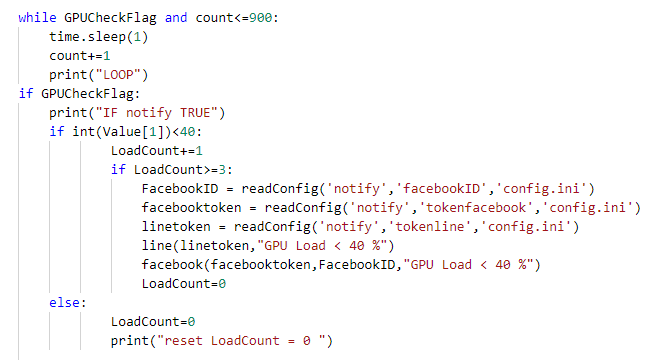 while GPUCheckFlag and count<=900:
    time.sleep(1)
    count+=1
    print("LOOP")
if GPUCheckFlag:
    print("IF notify TRUE")
    if int(Value[1])<40:
            LoadCount+=1
            if LoadCount>=3:
                FacebookID = readConfig('notify','facebookID','config.ini')
                facebooktoken = readConfig('notify','tokenfacebook','config.ini')
                linetoken = readConfig('notify','tokenline','config.ini')
                line(linetoken,"GPU Load < 40 %")
                facebook(facebooktoken,FacebookID,"GPU Load < 40 %")
                LoadCount=0
    else:
            LoadCount=0
            print("reset LoadCount = 0 ")